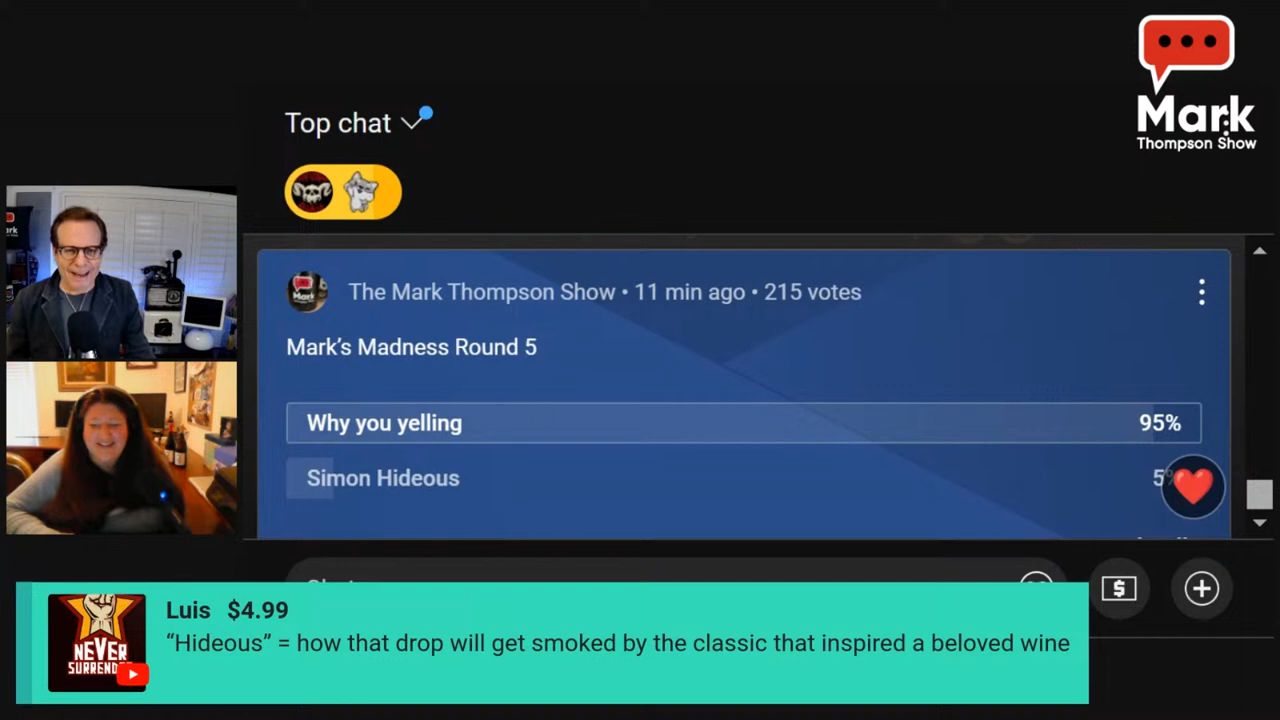 Mark
Thompson Show
Top chat
The Mark Thompson Show • 11 min ago • 215 votes
Mark’s Madness Round 5
Why you yelling 95%
Simon Hideous 5%
Luis $4.99
“Hideous” = how that drop will get smoked by the classic that inspired a beloved wine
NEVER